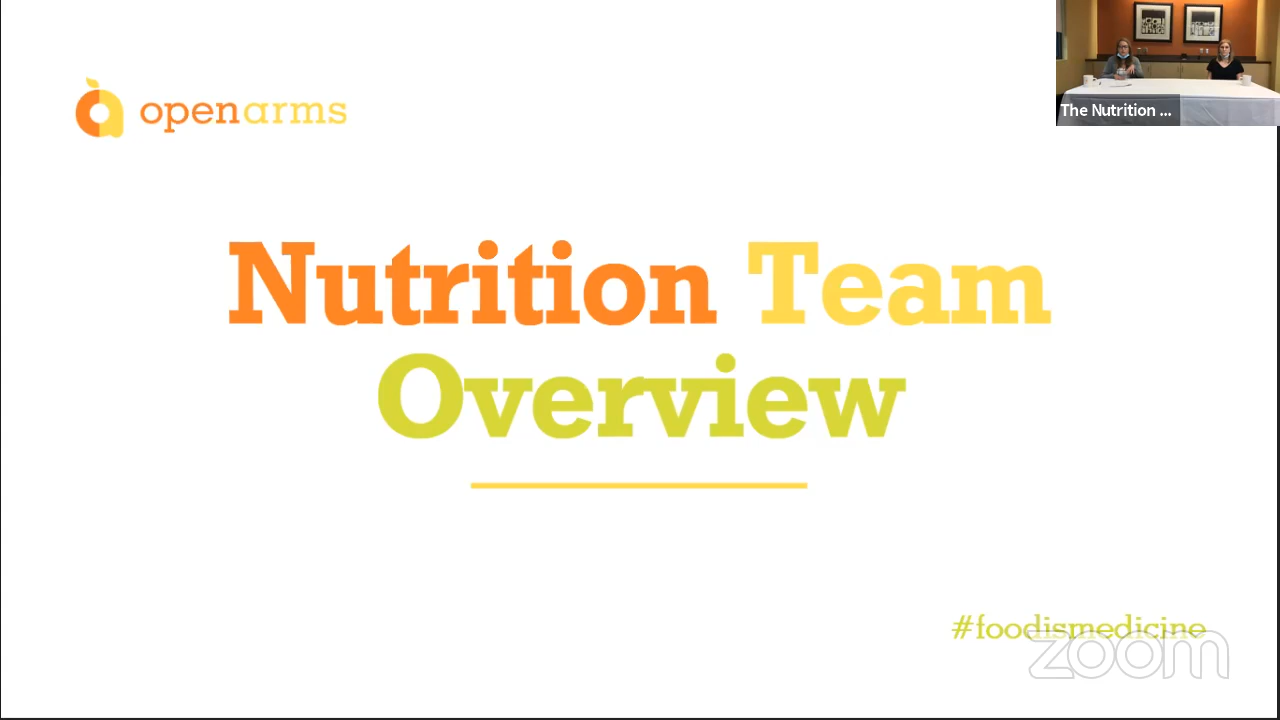 openarms
The Nutrition ...
Nutrition Team
Overview
#foodismedicine
zoom